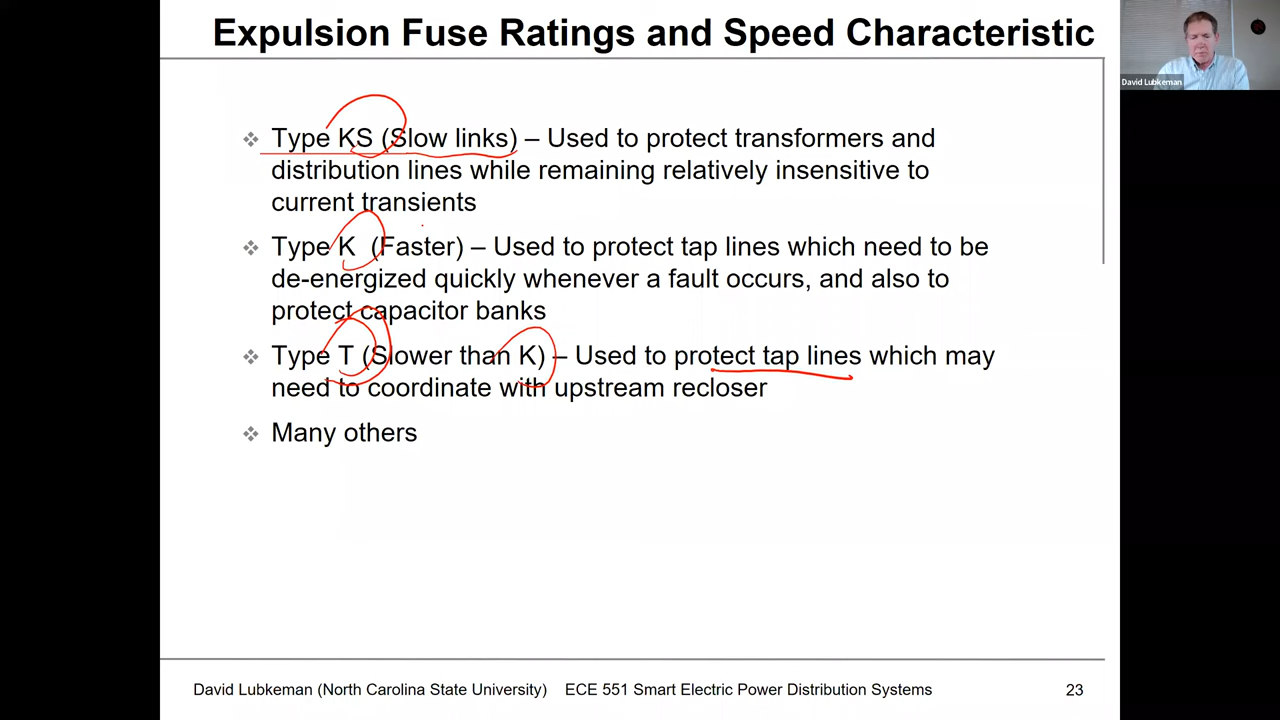 Expulsion Fuse Ratings and Speed Characteristic
David Lubkeman
Type KS (Slow links) – Used to protect transformers and
distribution lines while remaining relatively insensitive to
current transients
Type K (Faster) – Used to protect tap lines which need to be
de-energized quickly whenever a fault occurs, and also to
protect capacitor banks
Type T (Slower than K) – Used to protect tap lines which may
need to coordinate with upstream recloser
Many others
David Lubkeman (North Carolina State University) ECE 551 Smart Electric Power Distribution Systems 23